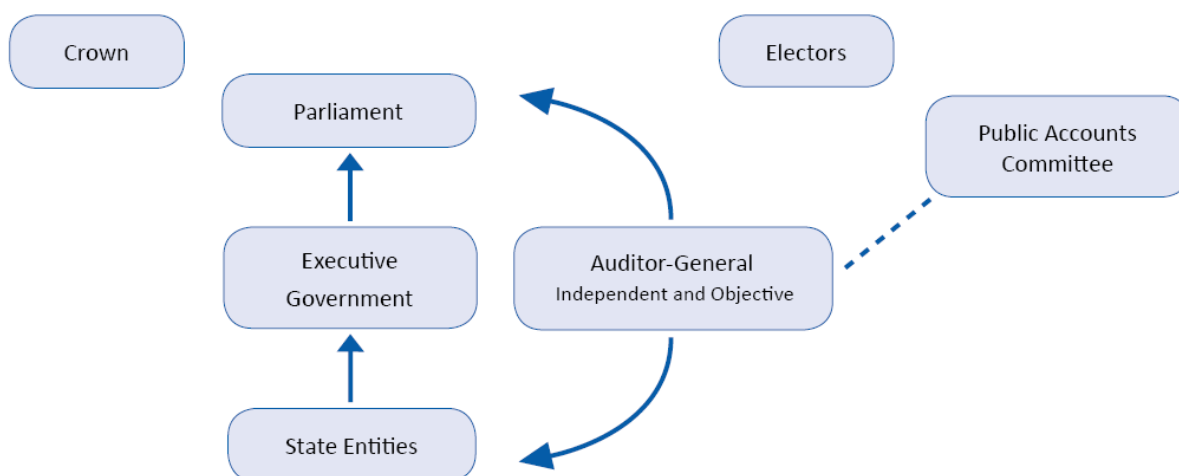 Crown
Electors
Parliament
Public Accounts
Committee
Executive
Government
Auditor-General
Independent and Objective
State Entities